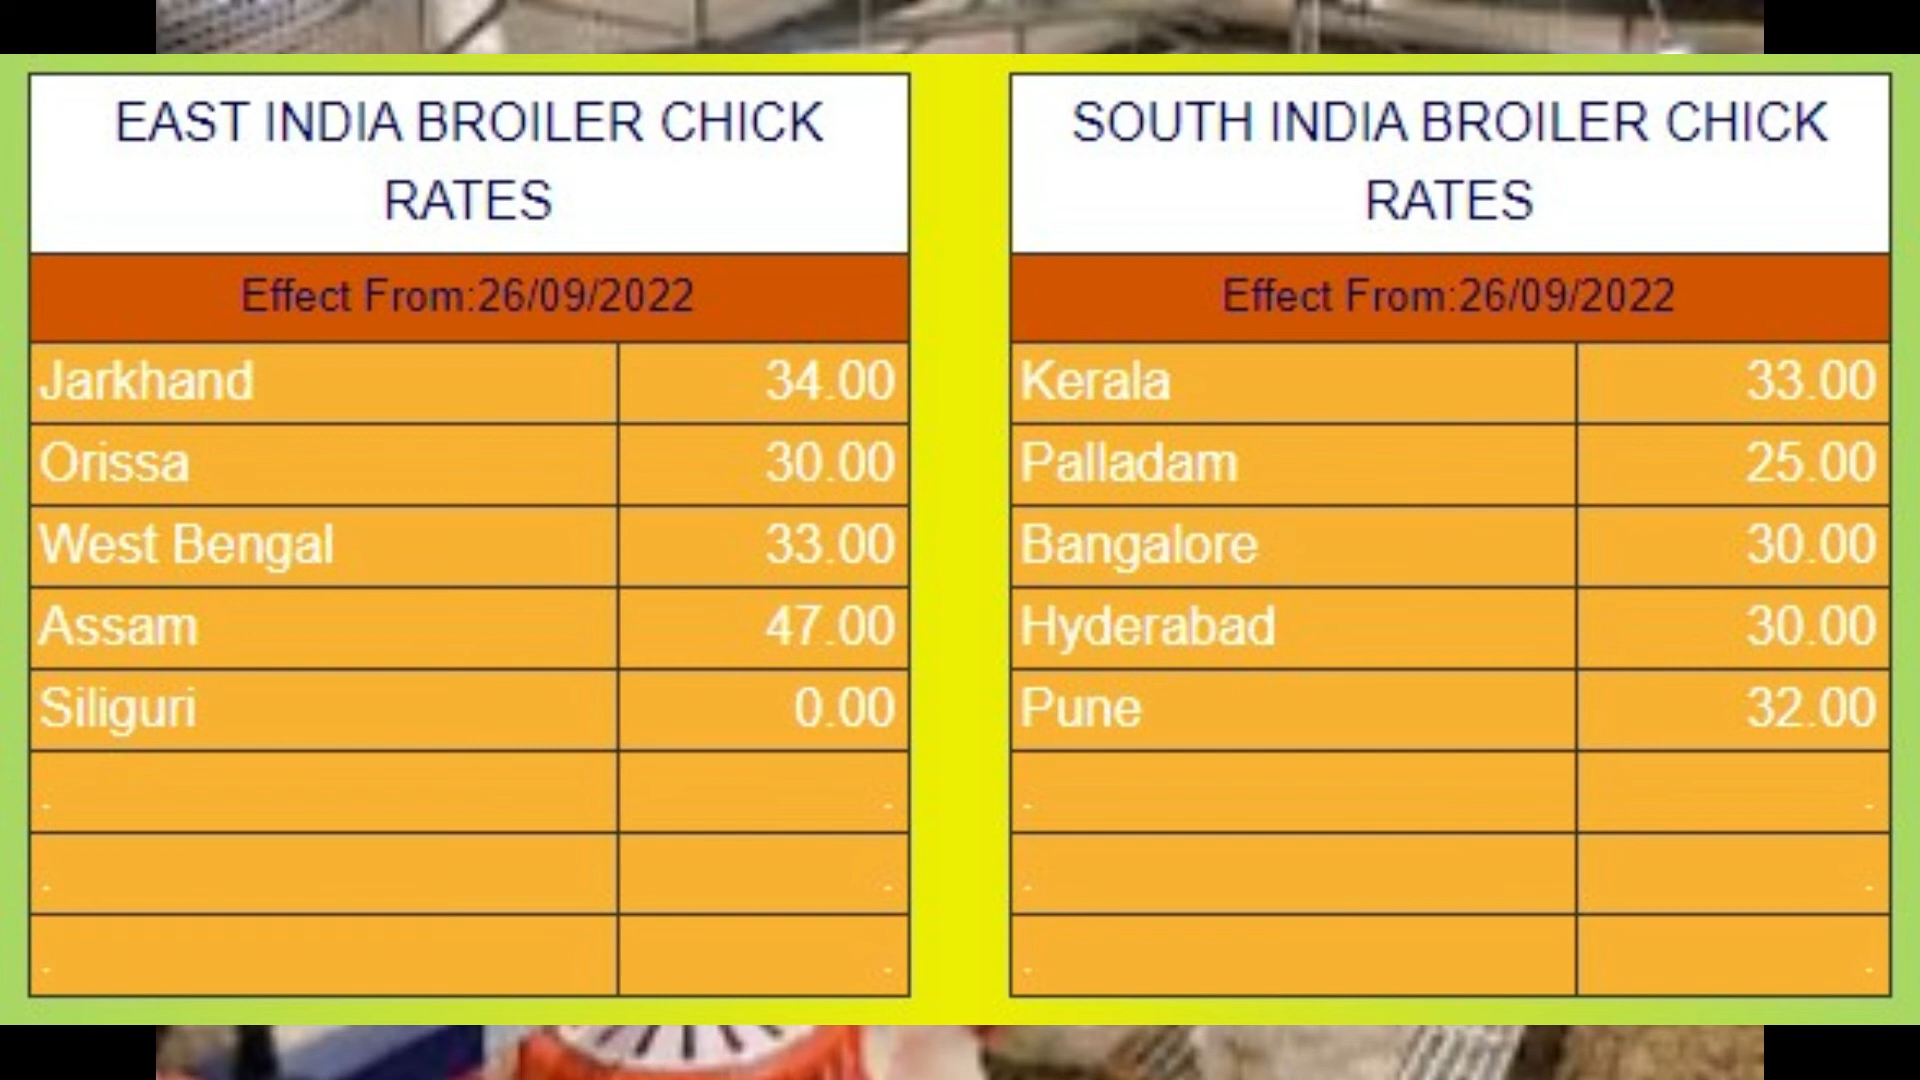 EAST INDIA BROILER CHICK
RATES
Effect From:26/09/2022
Jarkhand 34.00
Orissa 30.00
West Bengal 33.00
Assam 47.00
Siliguri 0.00
. .
. .
. .
SOUTH INDIA BROILER CHICK
RATES
Effect From:26/09/2022
Kerala 33.00
Palladam 25.00
Bangalore 30.00
Hyderabad 30.00
Pune 32.00
. .
. .
. .